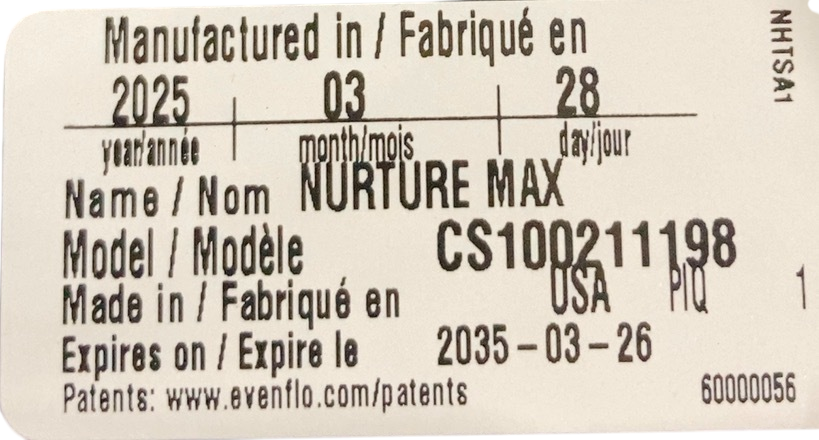 Manufactured in / Fabriqué en
2025 03 28
year/année month/mois day/jour
Name / Nom NURTURE MAX
Model / Modèle CS100211198
Made in / Fabriqué en USA PIQ 1
Expires on / Expire le 2035-03-26
Patents: www.evenflo.com/patents 60000056
NHTSA1